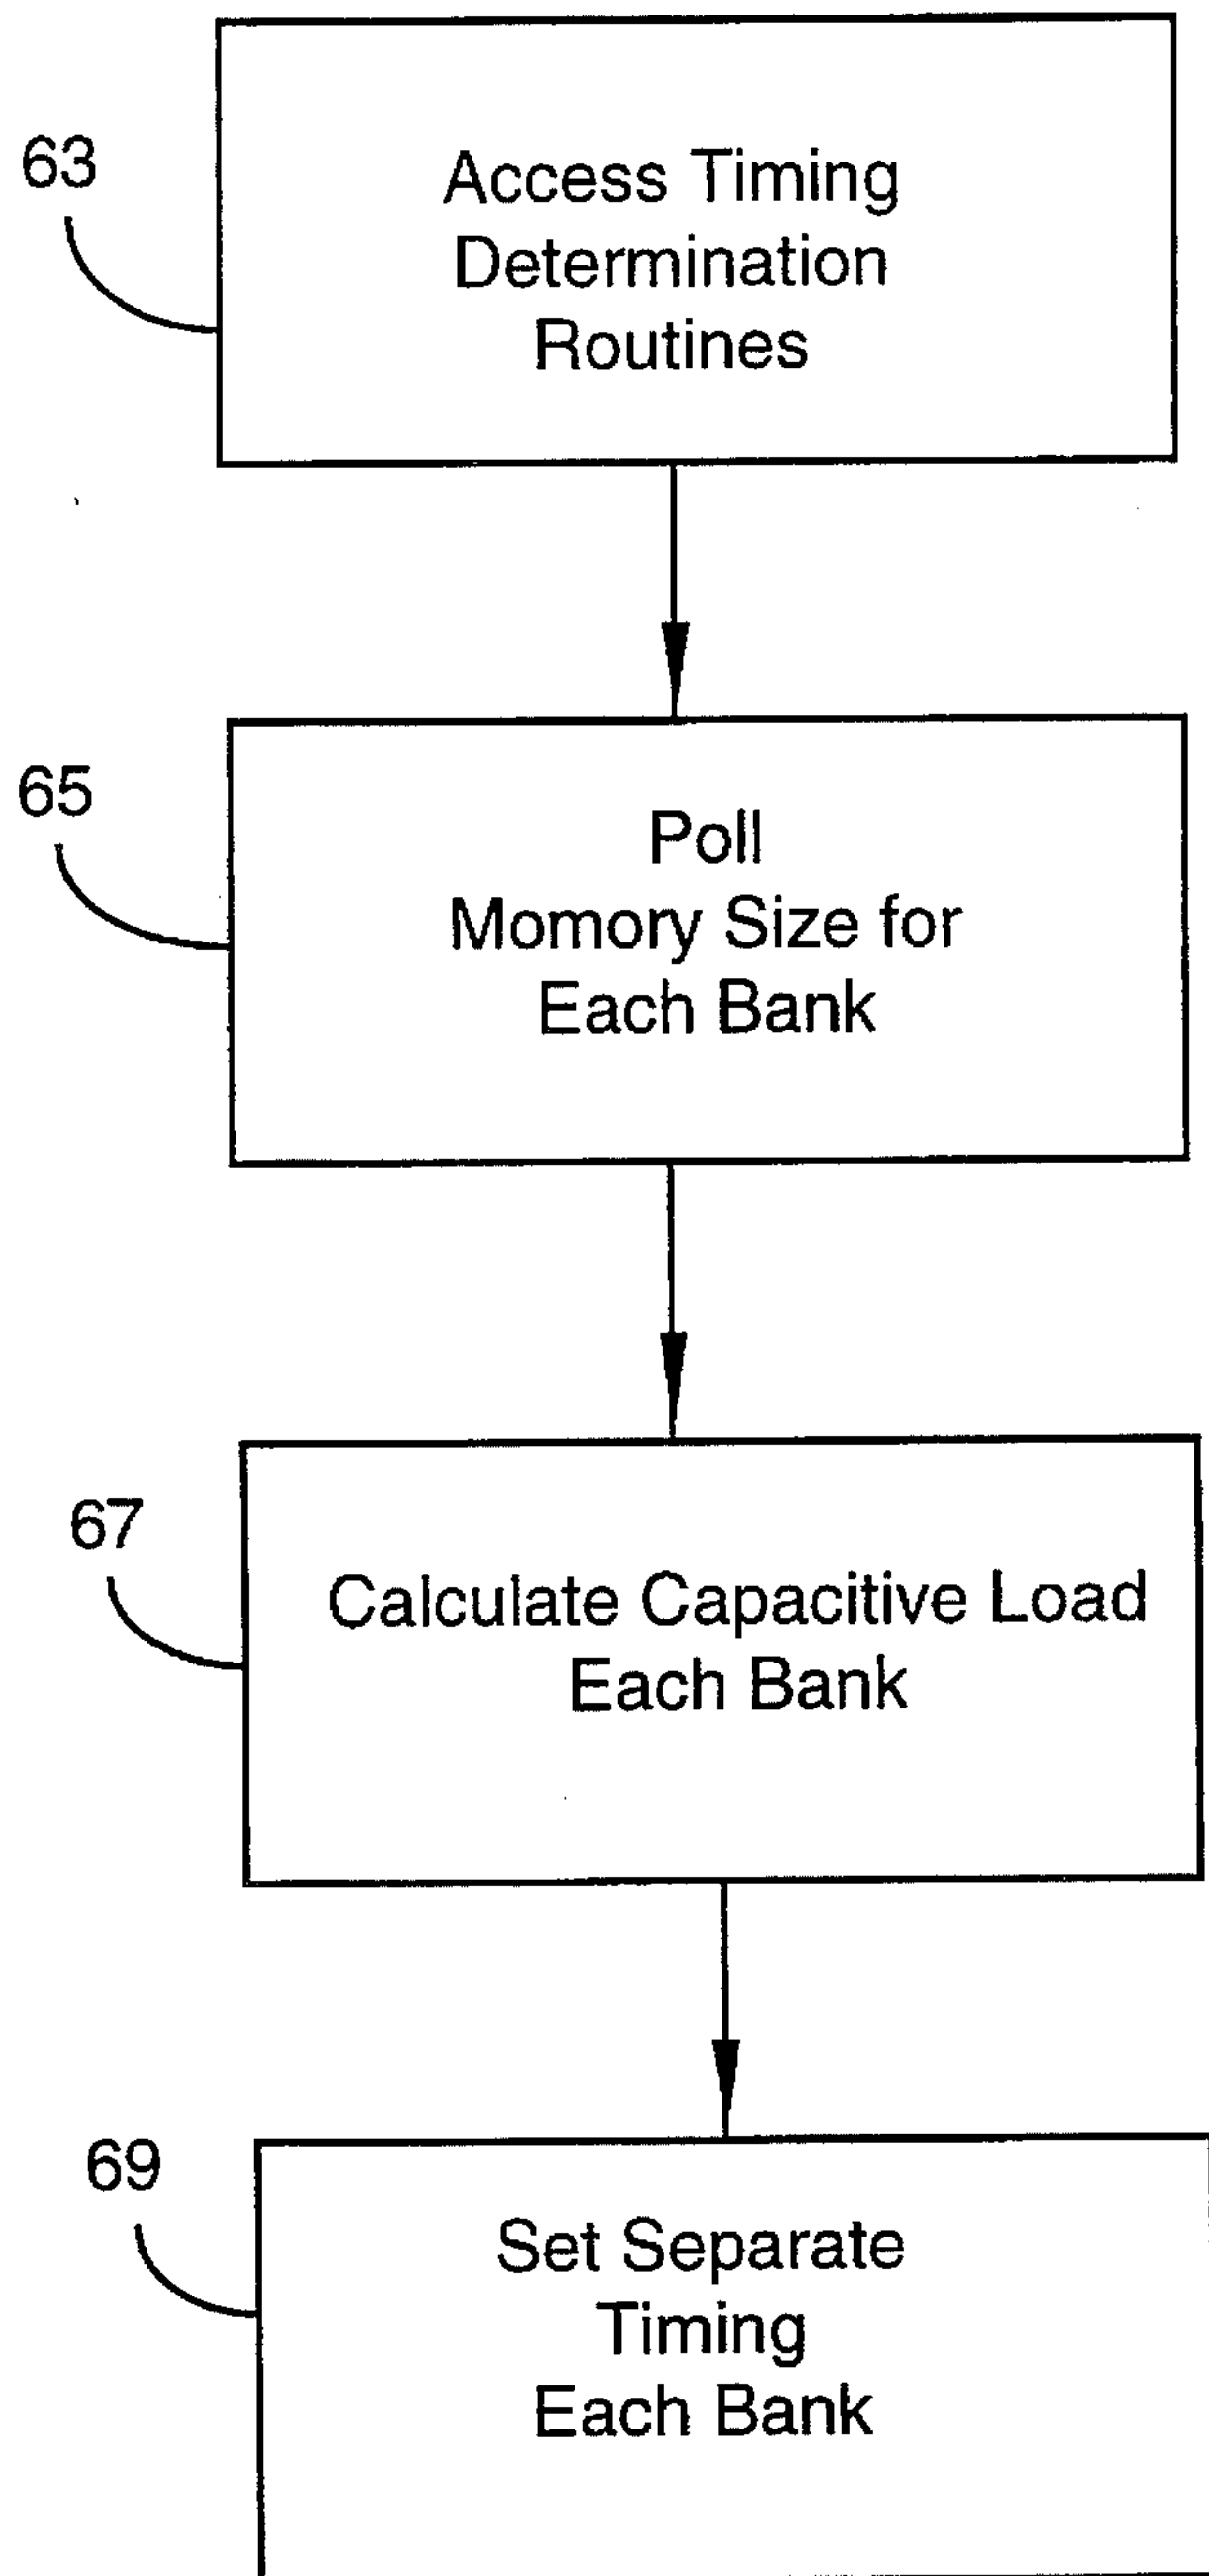 63
Access Timing
Determination
Routines
65
Poll
Momory Size for
Each Bank
67
Calculate Capacitive Load
Each Bank
69
Set Separate
Timing
Each Bank